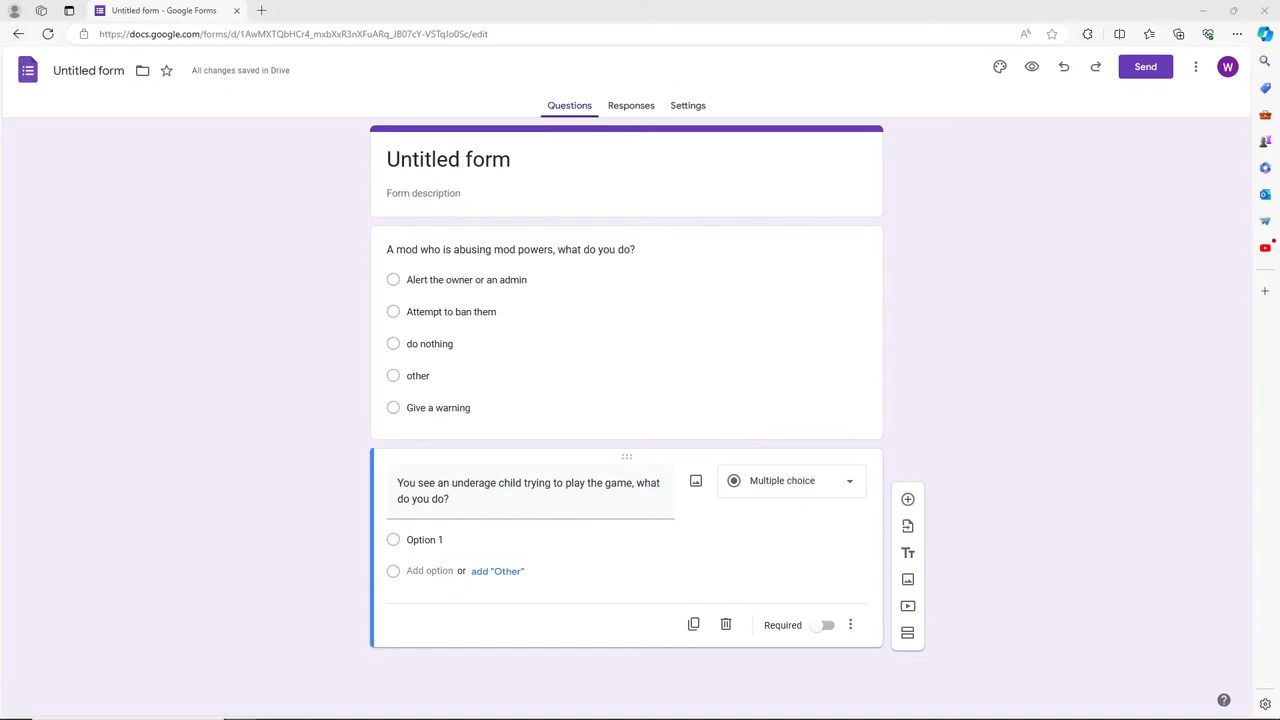 Untitled form - Google Forms
https://docs.google.com/forms/d/1AwMXTQbHCr4_mxbXxR3nXFuARq_JB07cY-VSTqJo0Sc/edit
Untitled form
All changes saved in Drive
Send
W
Questions
Responses
Settings
Untitled form
Form description
A mod who is abusing mod powers, what do you do?
Alert the owner or an admin
Attempt to ban them
do nothing
other
Give a warning
You see an underage child trying to play the game, what
do you do?
Multiple choice
Option 1
Add option or add "Other"
Required